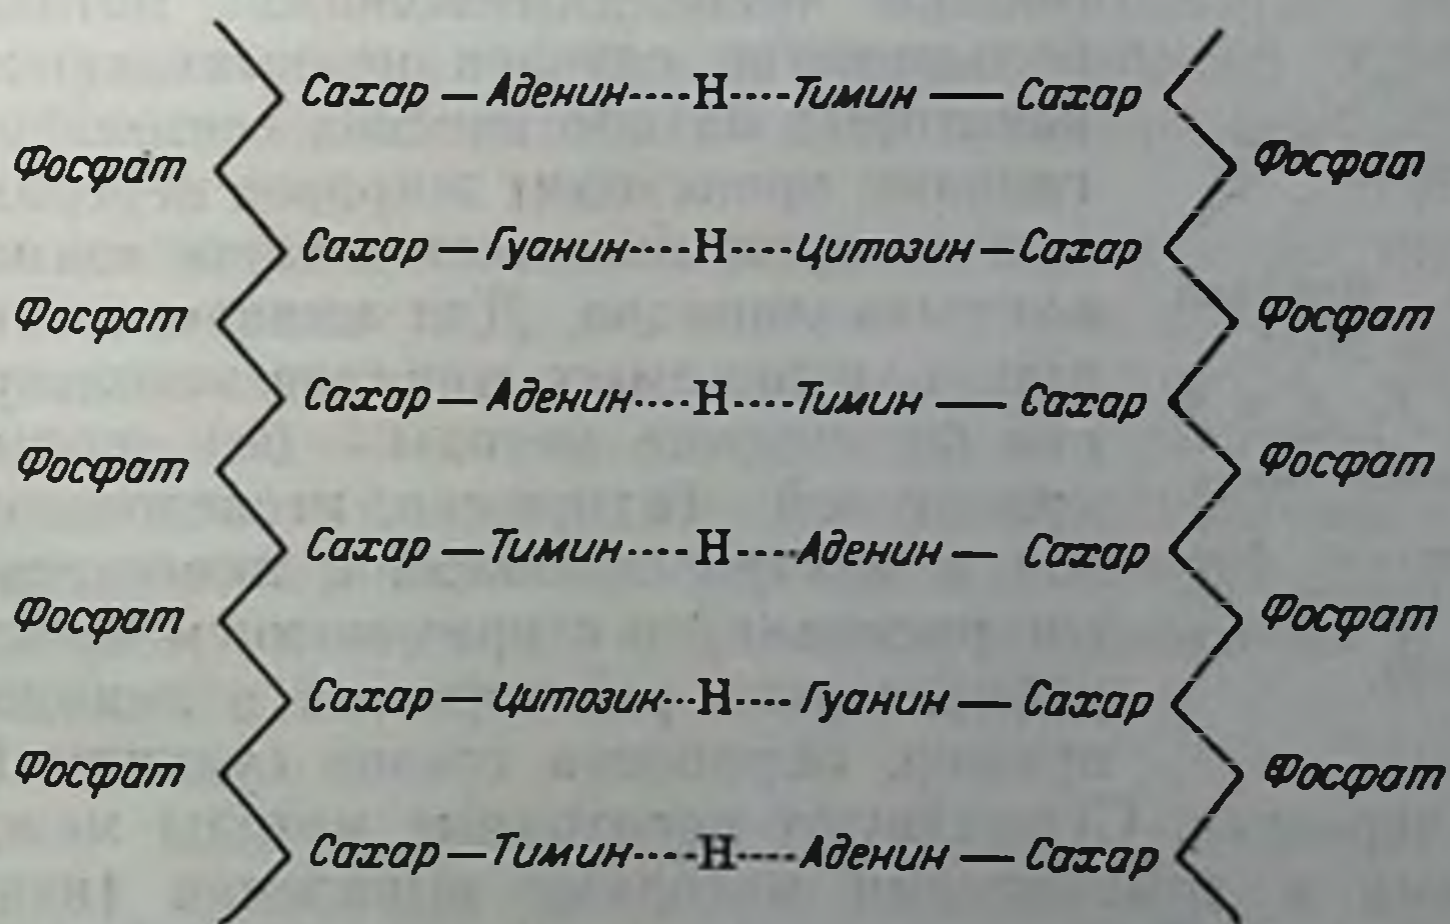 Сахар — Аденин----H----Тимин — Сахар
Фосфат Фосфат
Сахар — Гуанин----H----Цитозин — Сахар
Фосфат Фосфат
Сахар — Аденин----H----Тимин — Сахар
Фосфат Фосфат
Сахар — Тимин----H----Аденин — Сахар
Фосфат Фосфат
Сахар — Цитозин---H----Гуанин — Сахар
Фосфат Фосфат
Сахар — Тимин----H----Аденин — Сахар